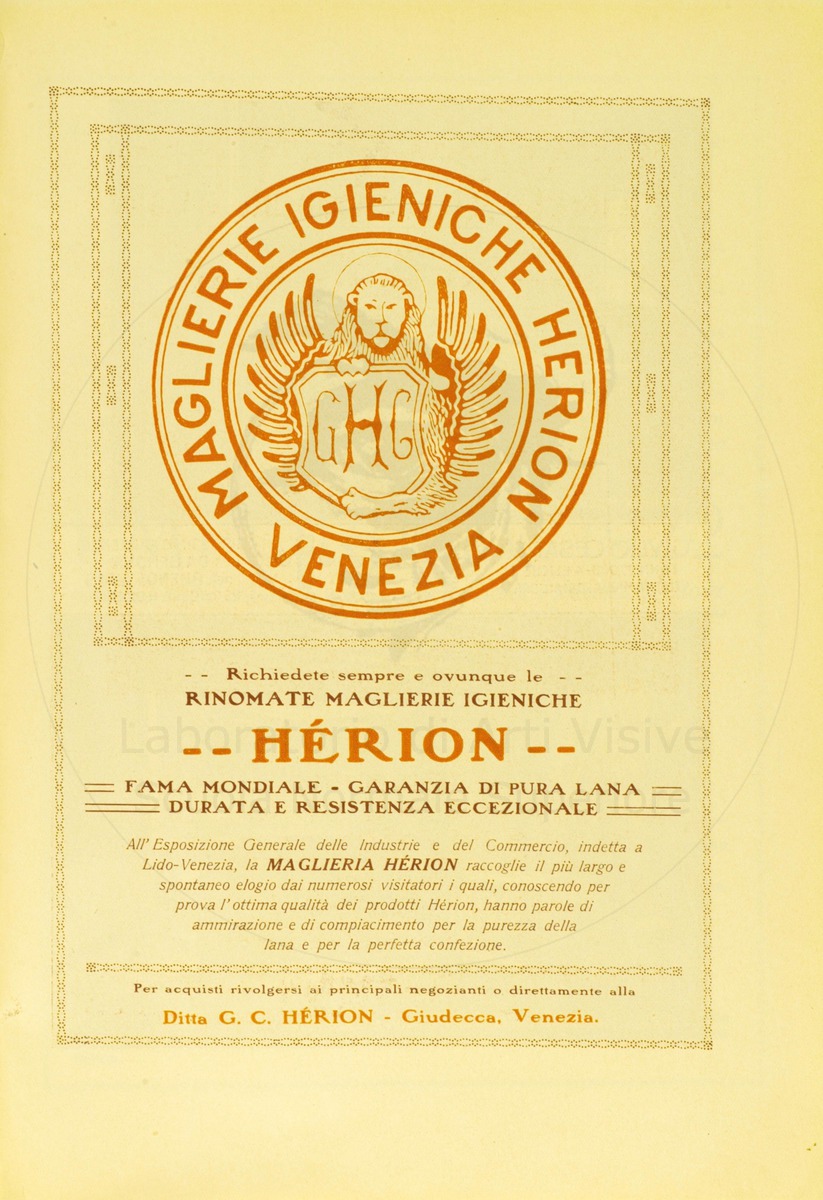 MAGLIERIE IGIENICHE HERION
VENEZIA
GHC
- - Richiedete sempre e ovunque le - -
RINOMATE MAGLIERIE IGIENICHE
-- HÉRION --
FAMA MONDIALE - GARANZIA DI PURA LANA
DURATA E RESISTENZA ECCEZIONALE
All' Esposizione Generale delle Industrie e del Commercio, indetta a
Lido-Venezia, la MAGLIERIA HÉRION raccoglie il più largo e
spontaneo elogio dai numerosi visitatori i quali, conoscendo per
prova l'ottima qualità dei prodotti Hérion, hanno parole di
ammirazione e di compiacimento per la purezza della
lana e per la perfetta confezione.
Per acquisti rivolgersi ai principali negozianti o direttamente alla
Ditta G. C. HÉRION - Giudecca, Venezia.